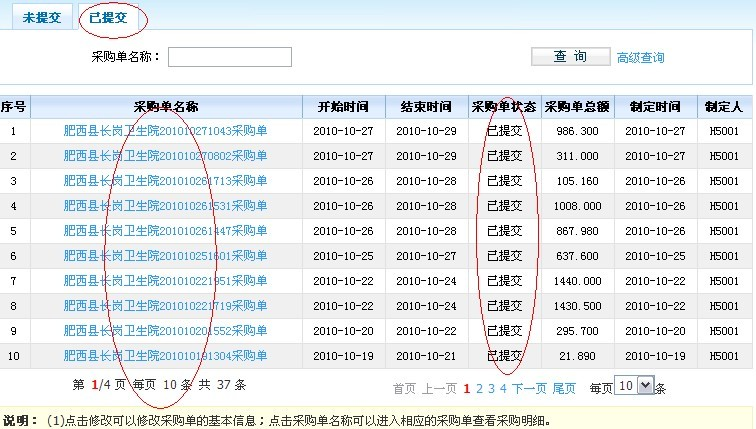 未提交 已提交
采购单名称： 查 询 高级查询
序号 采购单名称 开始时间 结束时间 采购单状态 采购单总额 制定时间 制定人
1 肥西县长岗卫生院201010271043采购单 2010-10-27 2010-10-29 已提交 986.300 2010-10-27 H5001
2 肥西县长岗卫生院201010270802采购单 2010-10-27 2010-10-29 已提交 311.000 2010-10-27 H5001
3 肥西县长岗卫生院201010261713采购单 2010-10-26 2010-10-28 已提交 105.160 2010-10-26 H5001
4 肥西县长岗卫生院201010261531采购单 2010-10-26 2010-10-28 已提交 1008.000 2010-10-26 H5001
5 肥西县长岗卫生院201010261447采购单 2010-10-26 2010-10-28 已提交 867.980 2010-10-26 H5001
6 肥西县长岗卫生院201010251601采购单 2010-10-25 2010-10-27 已提交 637.600 2010-10-25 H5001
7 肥西县长岗卫生院201010221951采购单 2010-10-22 2010-10-24 已提交 1440.000 2010-10-22 H5001
8 肥西县长岗卫生院201010221719采购单 2010-10-22 2010-10-24 已提交 1430.500 2010-10-22 H5001
9 肥西县长岗卫生院201010201552采购单 2010-10-20 2010-10-22 已提交 295.700 2010-10-20 H5001
10 肥西县长岗卫生院201010191304采购单 2010-10-19 2010-10-21 已提交 21.890 2010-10-19 H5001
第 1/4 页 每页 10 条 共 37 条 首页 上一页 1 2 3 4 下一页 尾页 每页 10 条
说明： (1)点击修改可以修改采购单的基本信息；点击采购单名称可以进入相应的采购单查看采购明细。